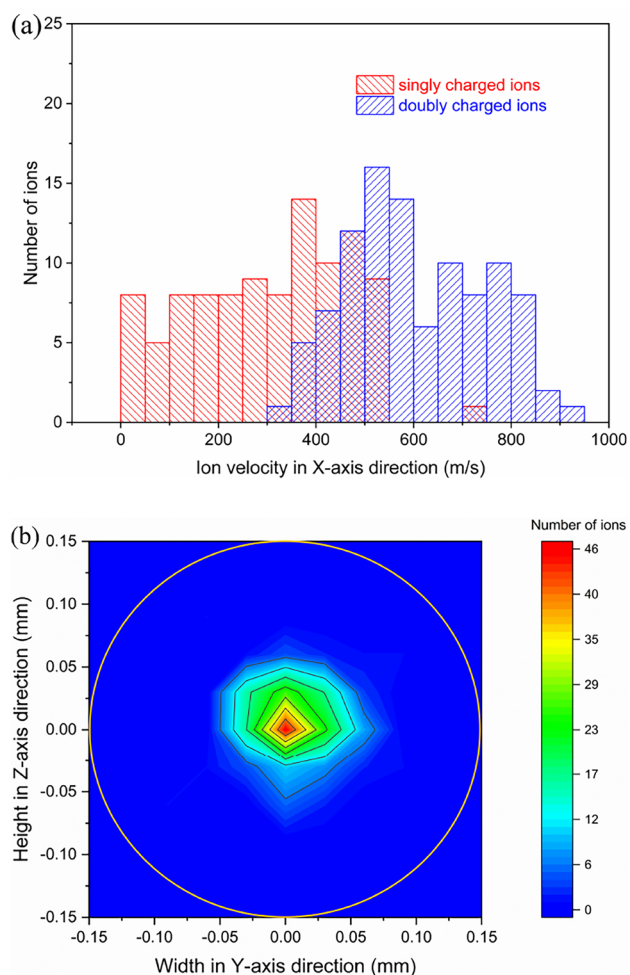 (a)
25
20
15
10
5
0
Number of ions
singly charged ions
doubly charged ions
0 200 400 600 800 1000
Ion velocity in X-axis direction (m/s)
(b)
0.15
0.10
0.05
0.00
-0.05
-0.10
-0.15
Height in Z-axis direction (mm)
-0.15 -0.10 -0.05 0.00 0.05 0.10 0.15
Width in Y-axis direction (mm)
Number of ions
46
40
35
29
23
17
12
6
0